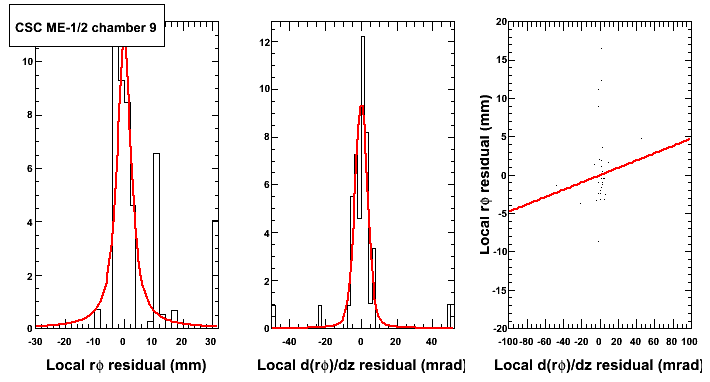 CSC ME-1/2 chamber 9
10
8
6
4
2
0
-30 -20 -10 0 10 20 30
Local rϕ residual (mm)
12
10
8
6
4
2
0
-40 -20 0 20 40
Local d(rϕ)/dz residual (mrad)
Local rϕ residual (mm)
20
15
10
5
0
-5
-10
-15
-20
-100 -80 -60 -40 -20 0 20 40 60 80 100
Local d(rϕ)/dz residual (mrad)